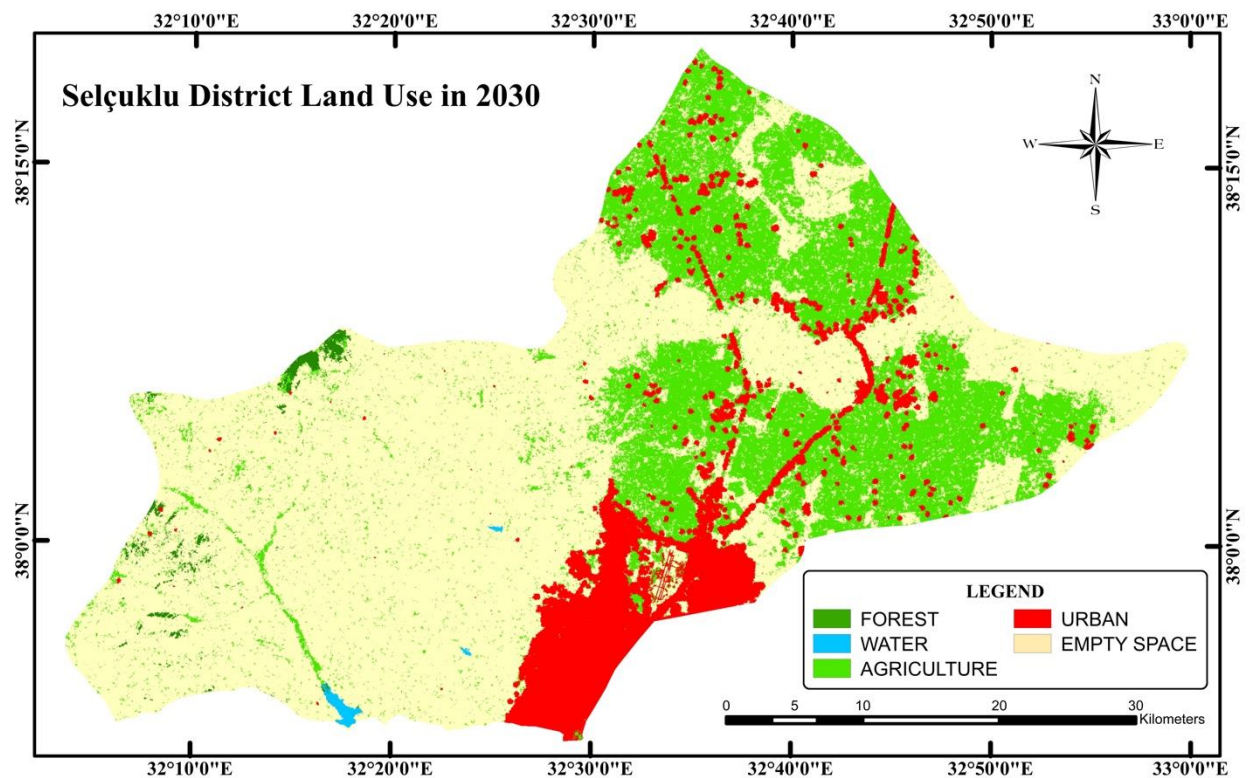 32°10'0"E 32°20'0"E 32°30'0"E 32°40'0"E 32°50'0"E 33°0'0"E
Selçuklu District Land Use in 2030
N
W E
S
38°15'0"N 38°15'0"N
38°0'0"N 38°0'0"N
LEGEND
FOREST URBAN
WATER EMPTY SPACE
AGRICULTURE
0 5 10 20 30
Kilometers
32°10'0"E 32°20'0"E 32°30'0"E 32°40'0"E 32°50'0"E 33°0'0"E